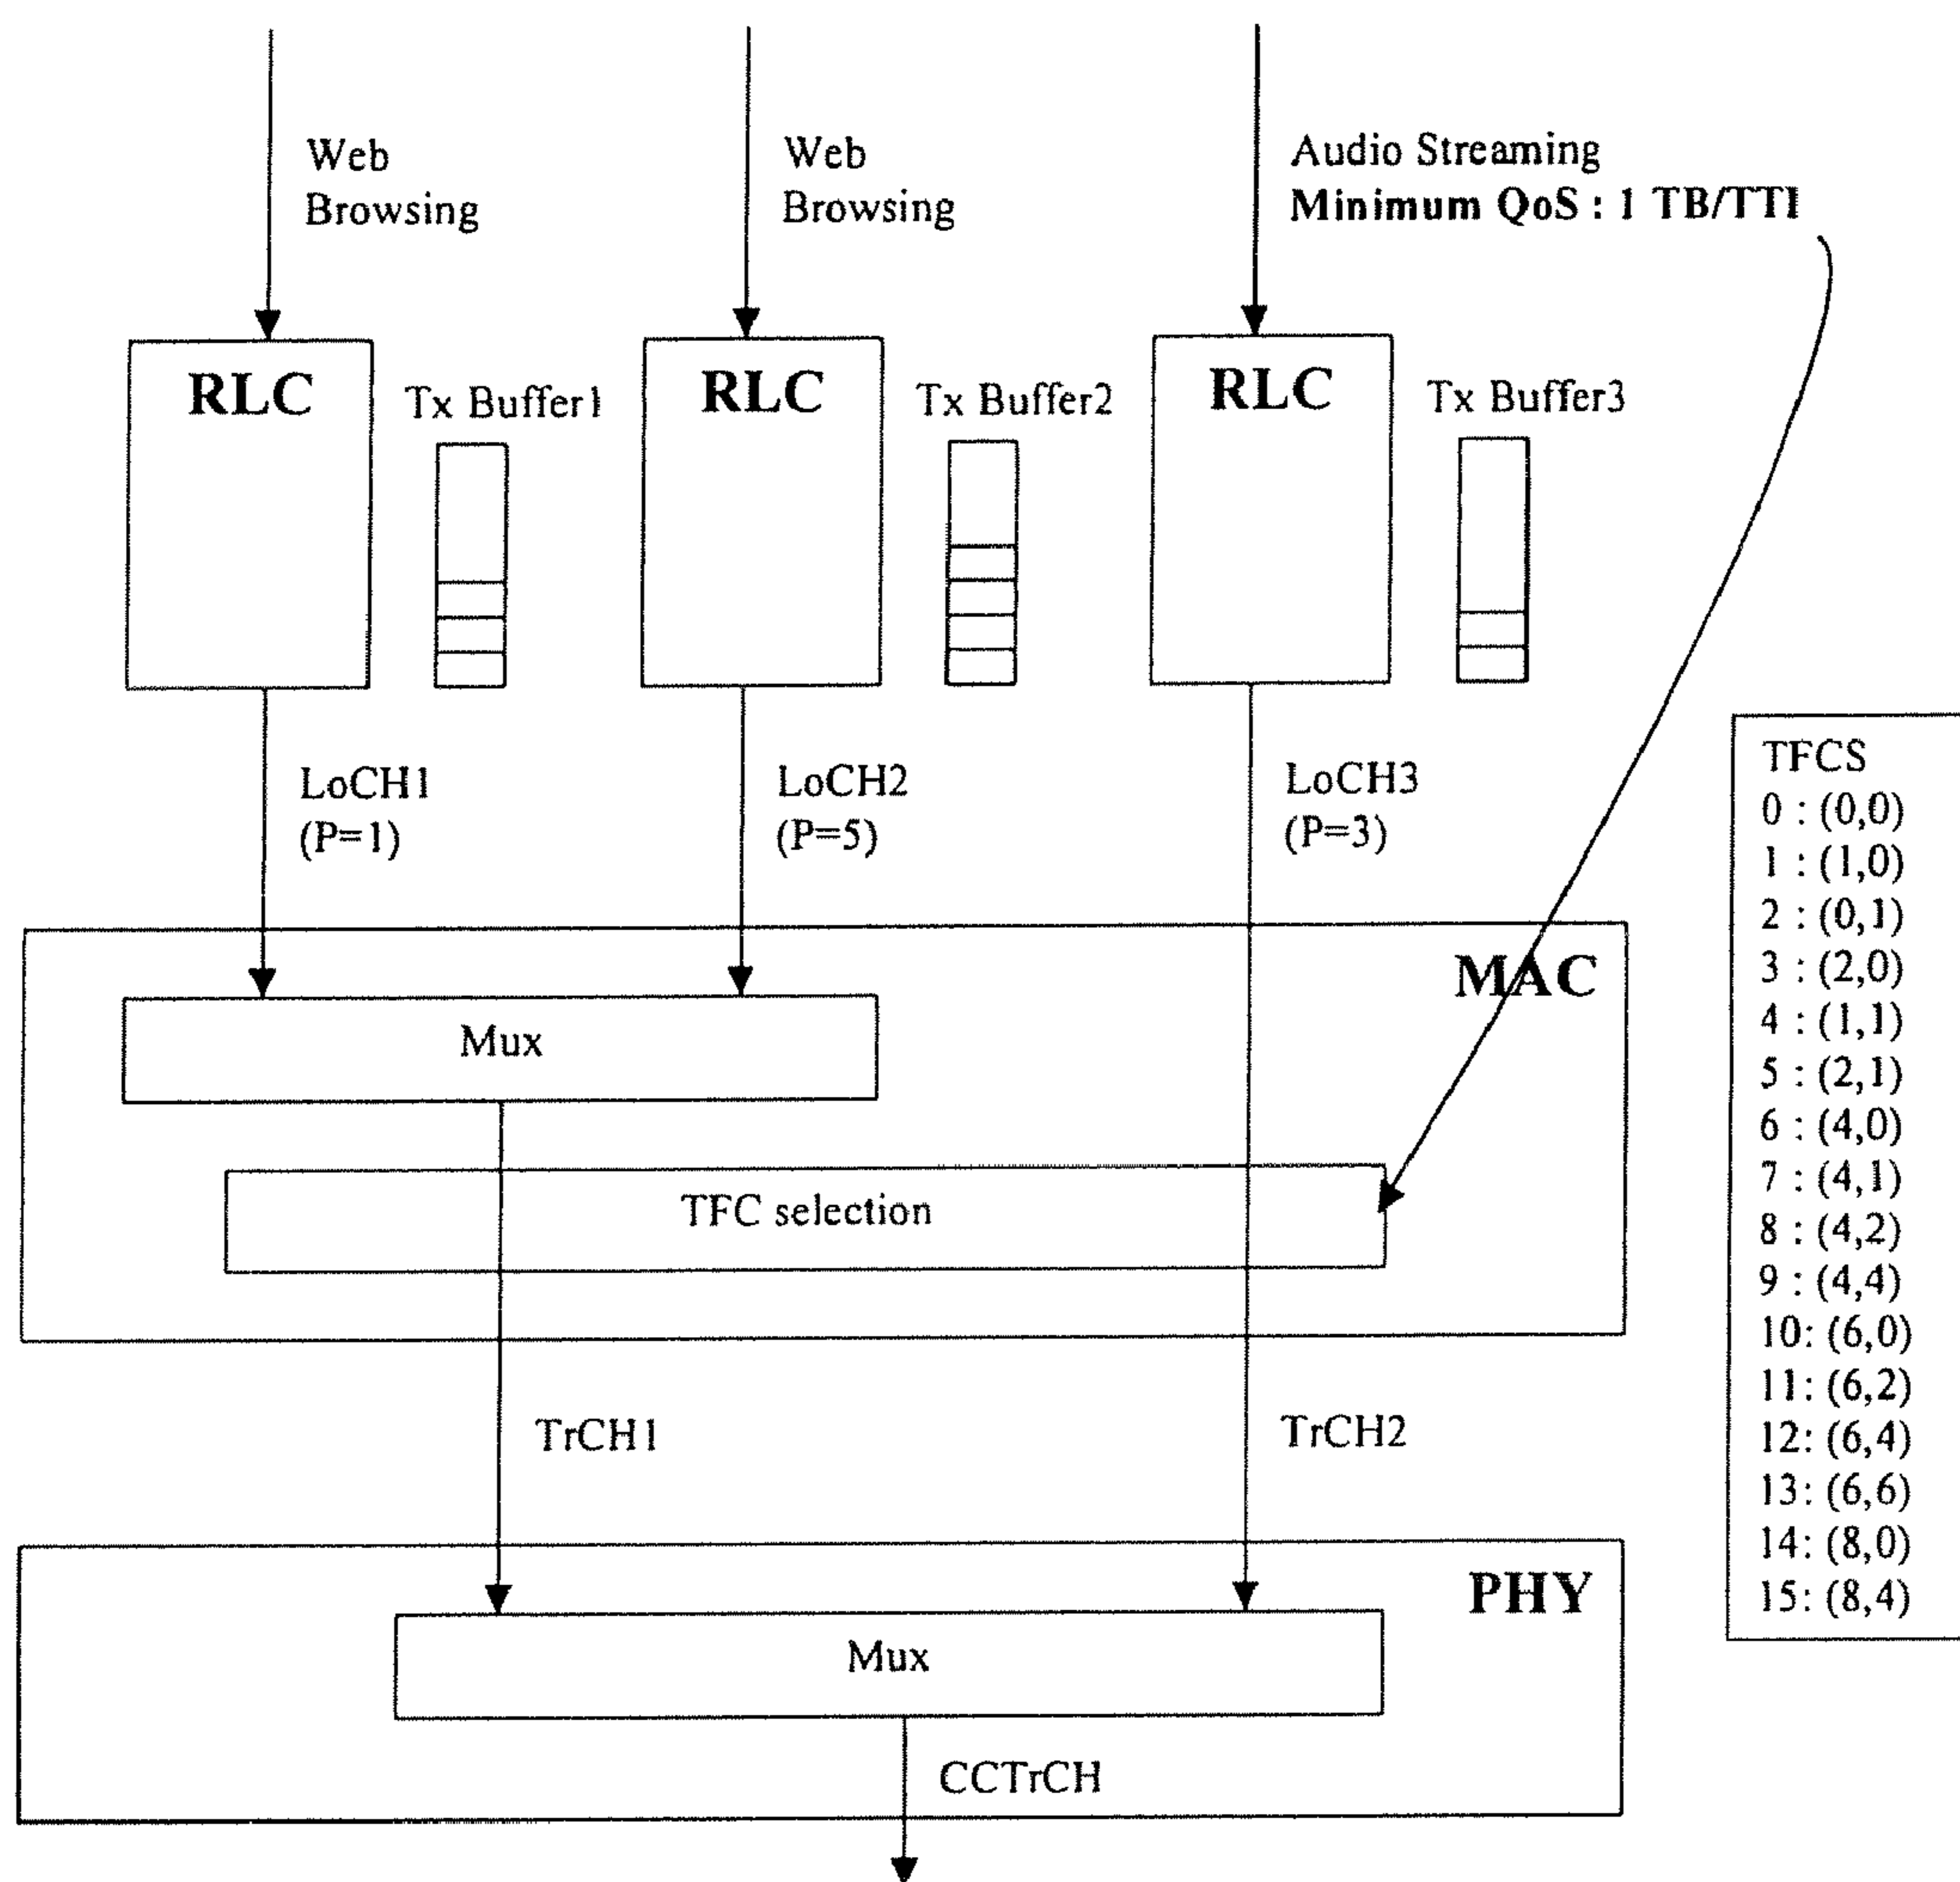 Web
Browsing
Web
Browsing
Audio Streaming
Minimum QoS : 1 TB/TTI
RLC
Tx Buffer1
RLC
Tx Buffer2
RLC
Tx Buffer3
LoCH1
(P=1)
LoCH2
(P=5)
LoCH3
(P=3)
TFCS
0 : (0,0)
1 : (1,0)
2 : (0,1)
3 : (2,0)
4 : (1,1)
5 : (2,1)
6 : (4,0)
7 : (4,1)
8 : (4,2)
9 : (4,4)
10: (6,0)
11: (6,2)
12: (6,4)
13: (6,6)
14: (8,0)
15: (8,4)
MAC
Mux
TFC selection
TrCH1
TrCH2
PHY
Mux
CCTrCH